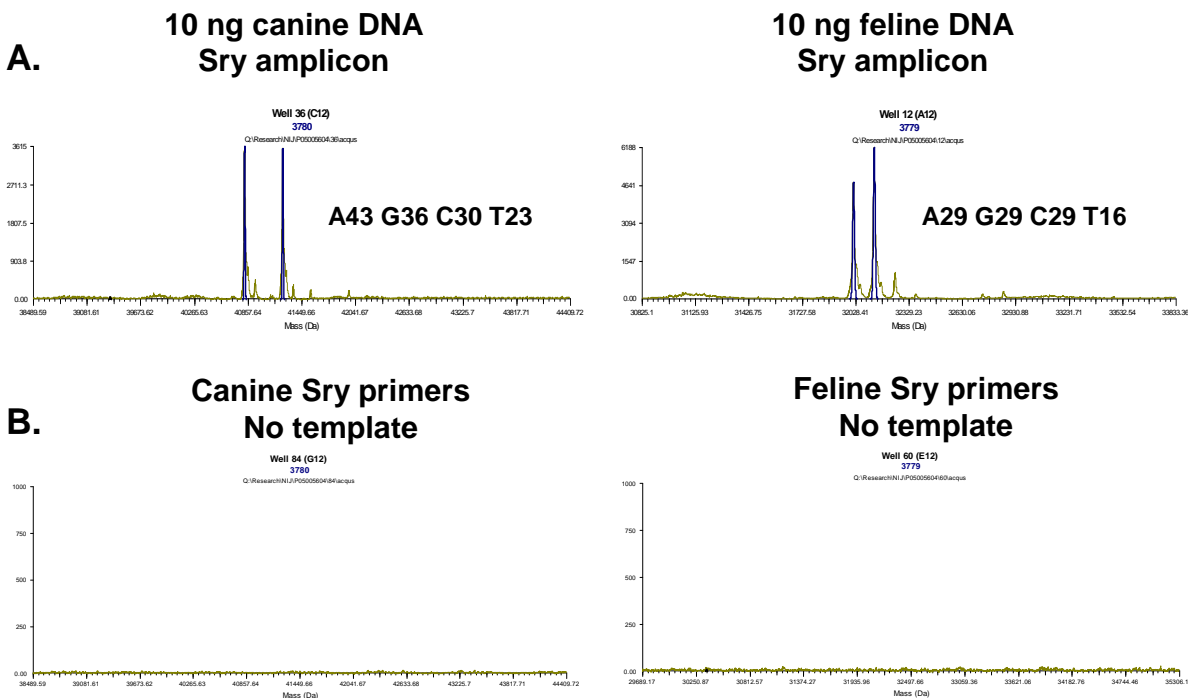 10 ng canine DNA
Sry amplicon
10 ng feline DNA
Sry amplicon
A.
Well 36 (C12)
3780
Q:\Research\NIJ\P05005604\36\acqus
3615
2711.3
1807.5
903.8
0.00
A43 G36 C30 T23
38489.59 39081.61 39673.62 40265.63 40857.64 41449.66 42041.67 42633.68 43225.7 43817.71 44409.72
Mass (Da)
Well 12 (A12)
3779
Q:\Research\NIJ\P05005604\12\acqus
6188
4641
3094
1547
0.00
A29 G29 C29 T16
30825.1 31125.93 31426.75 31727.58 32028.41 32329.23 32630.06 32930.88 33231.71 33532.54 33833.36
Mass (Da)
Canine Sry primers
No template
Feline Sry primers
No template
B.
Well 84 (G12)
3780
Q:\Research\NIJ\P05005604\84\acqus
1000
750
500
250
0.00
38489.59 39081.61 39673.62 40265.63 40857.64 41449.66 42041.67 42633.68 43225.7 43817.71 44409.72
Mass (Da)
Well 60 (E12)
3779
Q:\Research\NIJ\P05005604\60\acqus
1000
750
500
250
0.00
29689.17 30250.87 30812.57 31374.27 31935.96 32497.66 33059.36 33621.06 34182.76 34744.46 35306.1
Mass (Da)